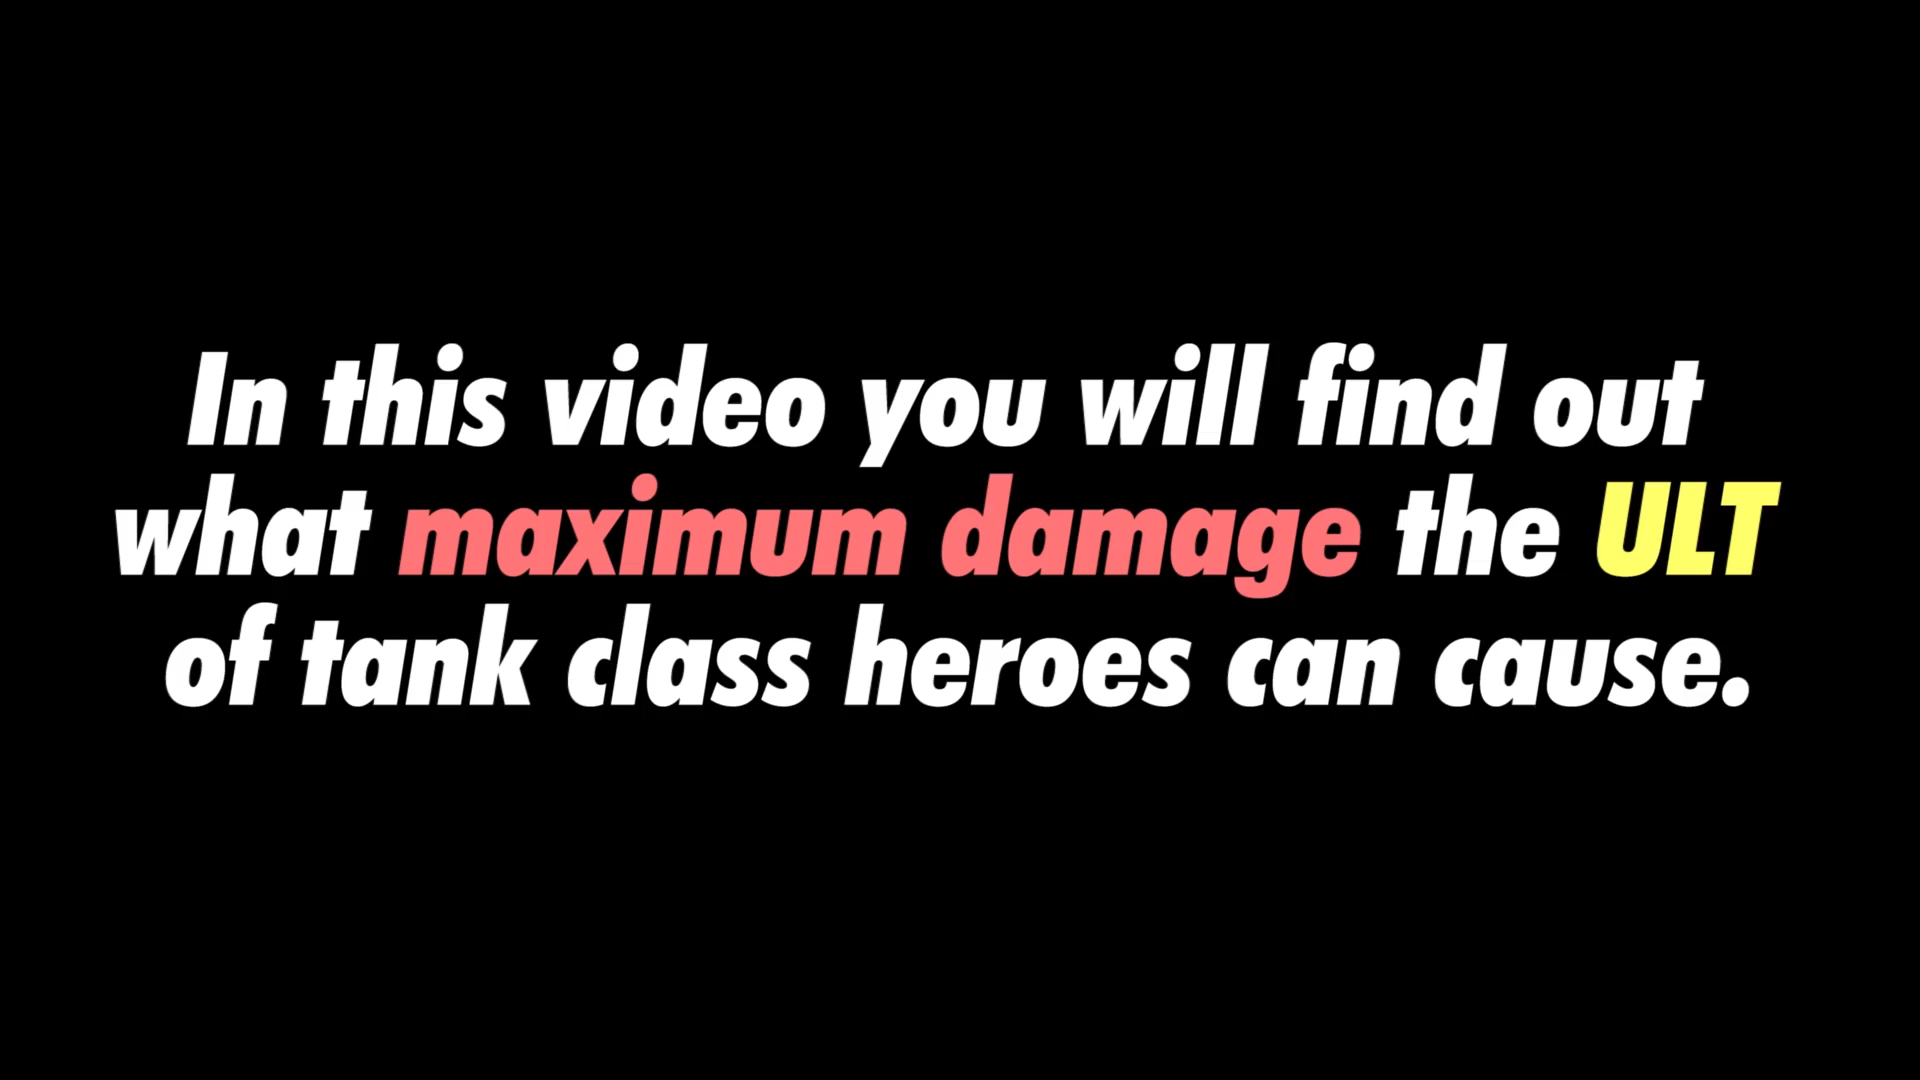 In this video you will find out
what maximum damage the ULT
of tank class heroes can cause.